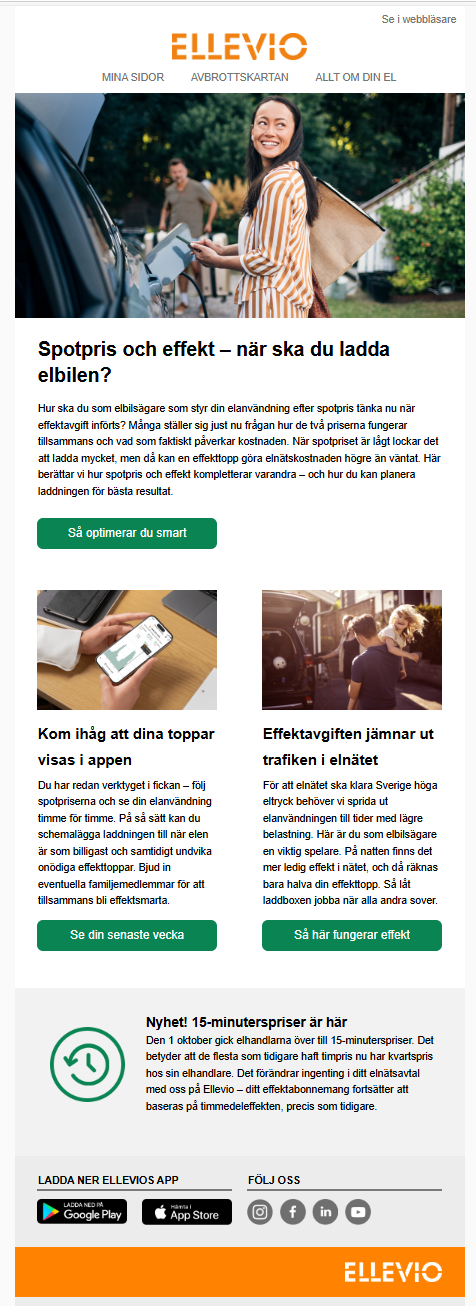 Se i webbläsare
ELLEVIO
MINA SIDOR AVBROTTSKARTAN ALLT OM DIN EL
Spotpris och effekt – när ska du ladda
elbilen?
Hur ska du som elbilsägare som styr din elanvändning efter spotpris tänka nu när
effektavgift införts? Många ställer sig just nu frågan hur de två priserna fungerar
tillsammans och vad som faktiskt påverkar kostnaden. När spotpriset är lågt lockar det
att ladda mycket, men då kan en effekttopp göra elnätskostnaden högre än väntat. Här
berättar vi hur spotpris och effekt kompletterar varandra – och hur du kan planera
laddningen för bästa resultat.
Så optimerar du smart
Kom ihåg att dina toppar
visas i appen
Du har redan verktyget i fickan – följ
spotpriserna och se din elanvändning
timme för timme. På så sätt kan du
schemalägga laddningen till när elen
är som billigast och samtidigt undvika
onödiga effekttoppar. Bjud in
eventuella familjemedlemmar för att
tillsammans bli effektsmarta.
Se din senaste vecka
Effektavgiften jämnar ut
trafiken i elnätet
För att elnätet ska klara Sverige höga
eltryck behöver vi sprida ut
elanvändningen till tider med lägre
belastning. Här är du som elbilsägare
en viktig spelare. På natten finns det
mer ledig effekt i nätet, och då räknas
bara halva din effekttopp. Så låt
laddboxen jobba när alla andra sover.
Så här fungerar effekt
Nyhet! 15-minuterspriser är här
Den 1 oktober gick elhandlarna över till 15-minuterspriser. Det
betyder att de flesta som tidigare haft timpris nu har kvartspris
hos sin elhandlare. Det förändrar ingenting i ditt elnätsavtal
med oss på Ellevio – ditt effektabonnemang fortsätter att
baseras på timmedeleffekten, precis som tidigare.
LADDA NER ELLEVIOS APP
LADDA NED PÅ
Google Play
Hämta i
App Store
FÖLJ OSS
ELLEVIO